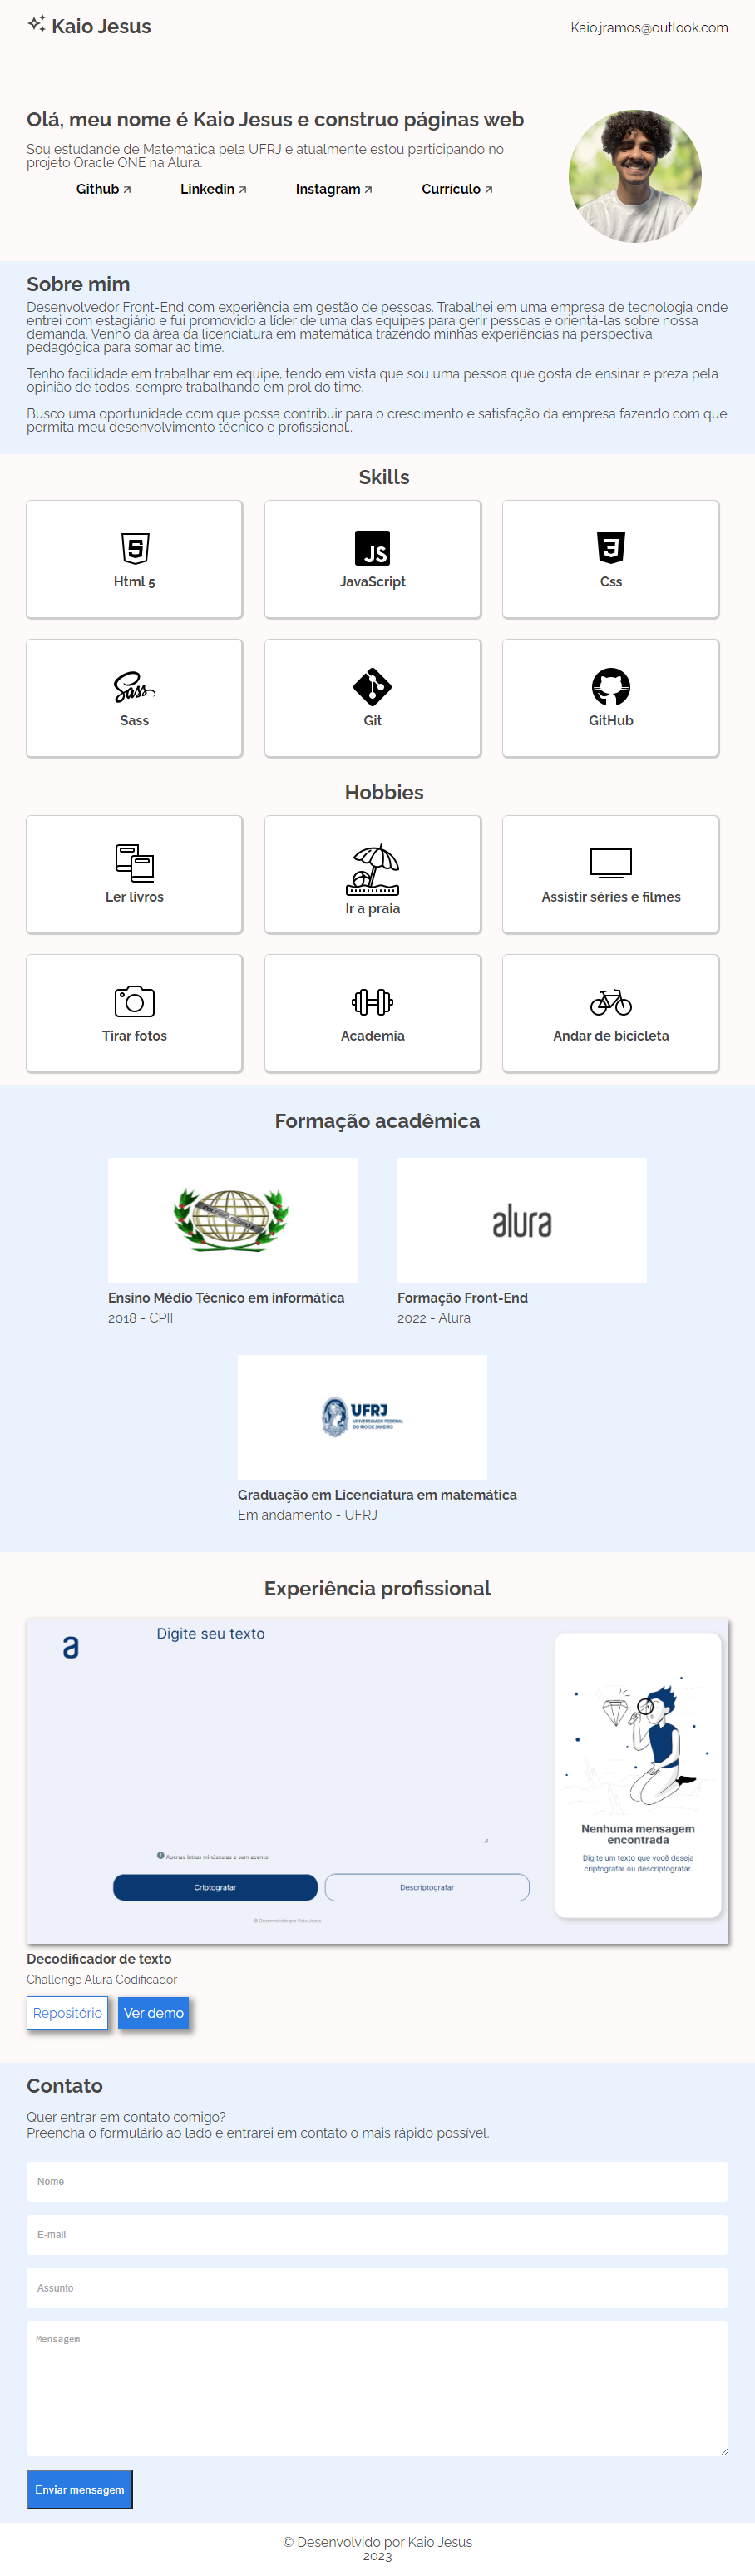 Kaio Jesus
Kaio.jramos@outlook.com
Olá, meu nome é Kaio Jesus e construo páginas web
Sou estudande de Matemática pela UFRJ e atualmente estou participando no
projeto Oracle ONE na Alura.
Github
Linkedin
Instagram
Currículo
Sobre mim
Desenvolvedor Front-End com experiência em gestão de pessoas. Trabalhei em uma empresa de tecnologia onde
entrei com estagiário e fui promovido a líder de uma das equipes para gerir pessoas e orientá-las sobre nossa
demanda. Venho da área da licenciatura em matemática trazendo minhas experiências na perspectiva
pedagógica para somar ao time.
Tenho facilidade em trabalhar em equipe, tendo em vista que sou uma pessoa que gosta de ensinar e preza pela
opinião de todos, sempre trabalhando em prol do time.
Busco uma oportunidade com que possa contribuir para o crescimento e satisfação da empresa fazendo com que
permita meu desenvolvimento técnico e profissional..
Skills
5
Html 5
JS
JavaScript
3
Css
Sass
Sass
Git
GitHub
Hobbies
Ler livros
Ir a praia
Assistir séries e filmes
Tirar fotos
Academia
Andar de bicicleta
Formação acadêmica
alura
Ensino Médio Técnico em informática
2018 - CPII
Formação Front-End
2022 - Alura
UFRJ
UNIVERSIDADE FEDERAL
DO RIO DE JANEIRO
Graduação em Licenciatura em matemática
Em andamento - UFRJ
Experiência profissional
a
Digite seu texto
Nenhuma mensagem
encontrada
Digite um texto que você deseja
criptografar ou descriptografar.
Apenas letras minúsculas e sem acento.
Criptografar
Descriptografar
© Desenvolvido por Kaio Jesus
Decodificador de texto
Challenge Alura Codificador
Repositório
Ver demo
Contato
Quer entrar em contato comigo?
Preencha o formulário ao lado e entrarei em contato o mais rápido possível.
Nome
E-mail
Assunto
Mensagem
Enviar mensagem
© Desenvolvido por Kaio Jesus
2023